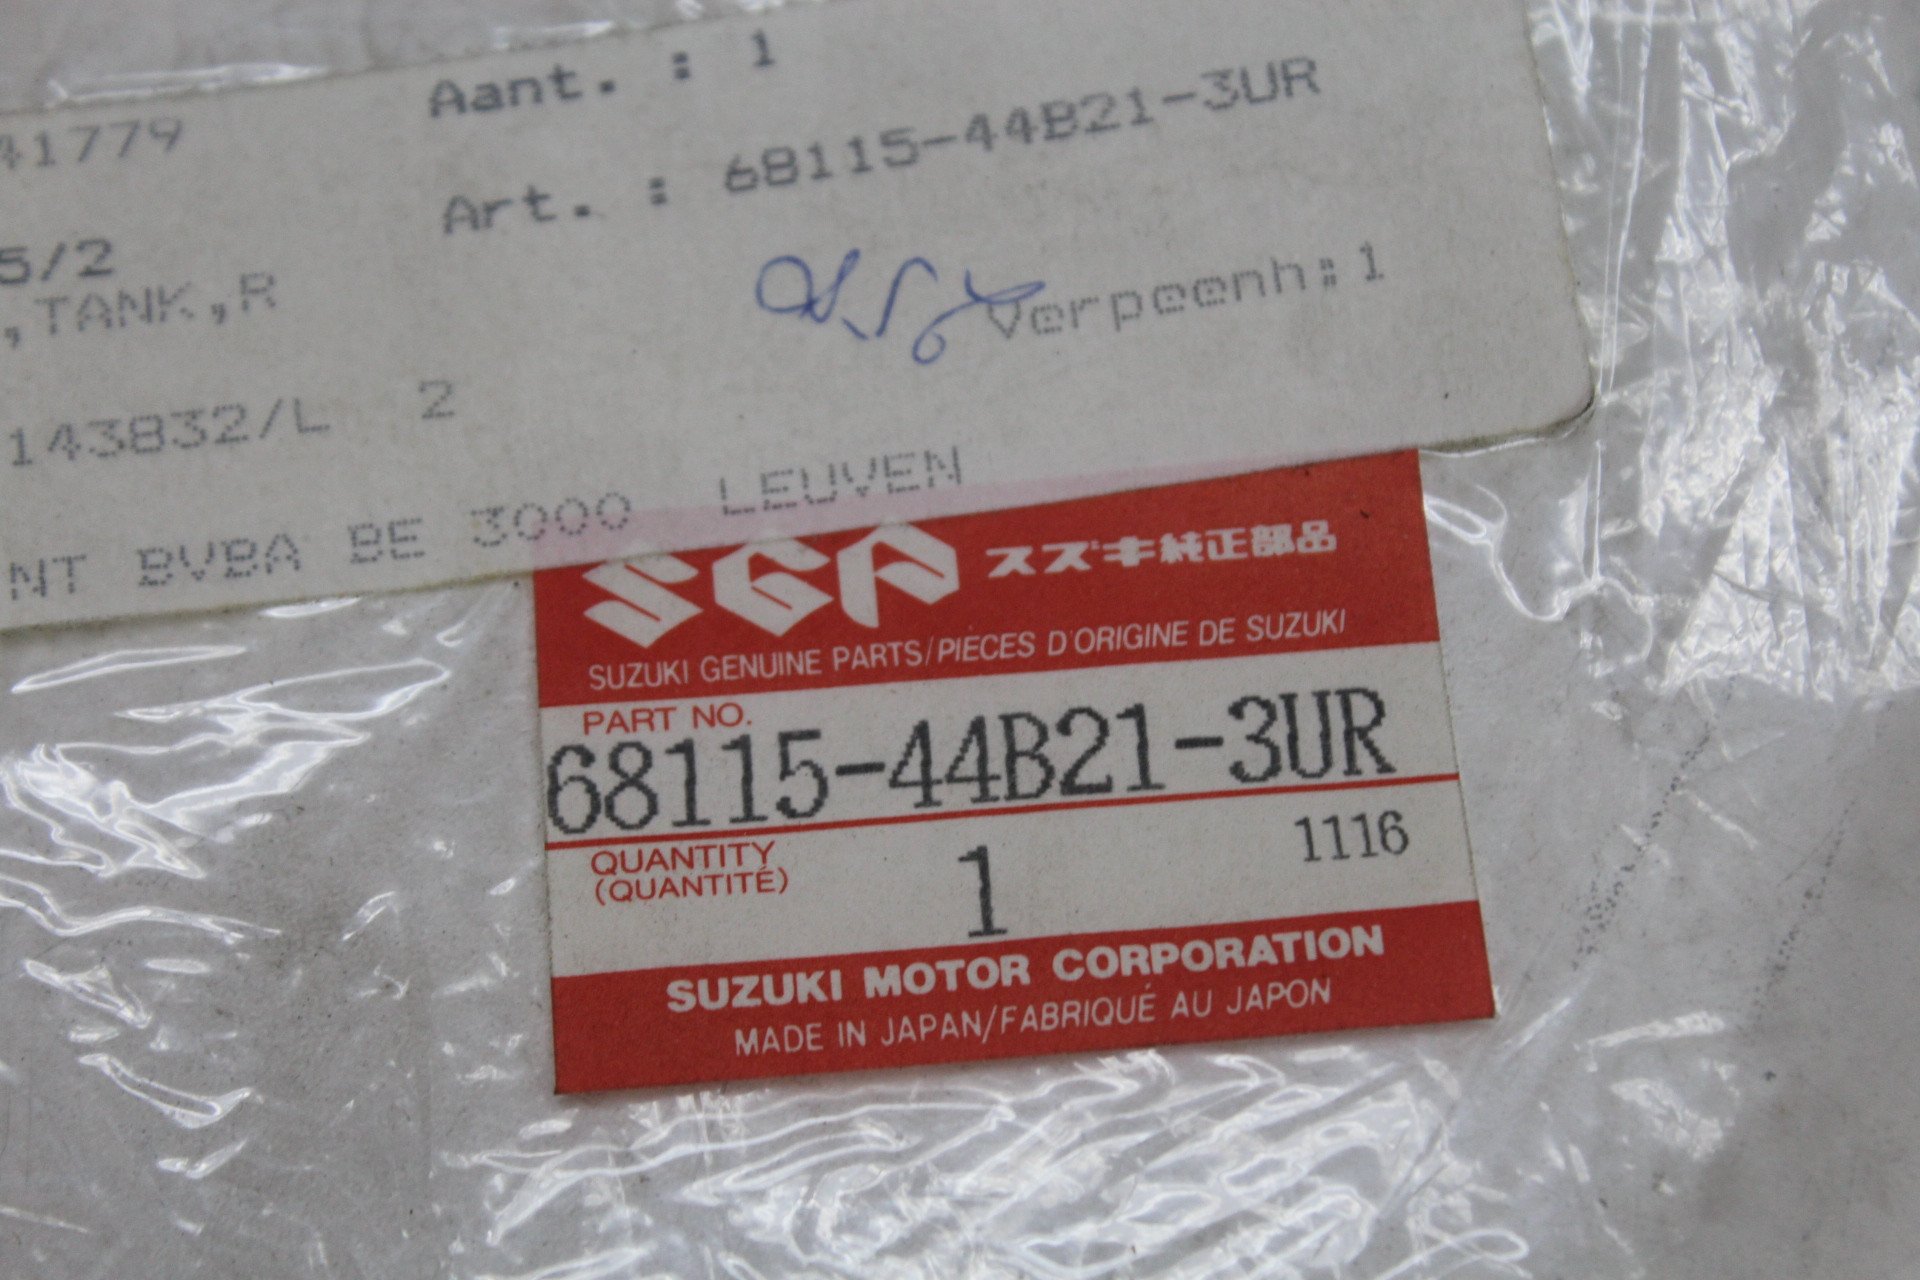 41779 Aant. : 1
Art. : 68115-44B21-3UR
5/2
,TANK,R
Verpeenh:1
143832/L 2
NT BVBA BE 3000 LEUVEN
SGP スズキ純正部品
SUZUKI GENUINE PARTS/PIECES D'ORIGINE DE SUZUKI
PART NO.
68115-44B21-3UR
QUANTITY
(QUANTITÉ)
1
1116
SUZUKI MOTOR CORPORATION
MADE IN JAPAN/FABRIQUÉ AU JAPON